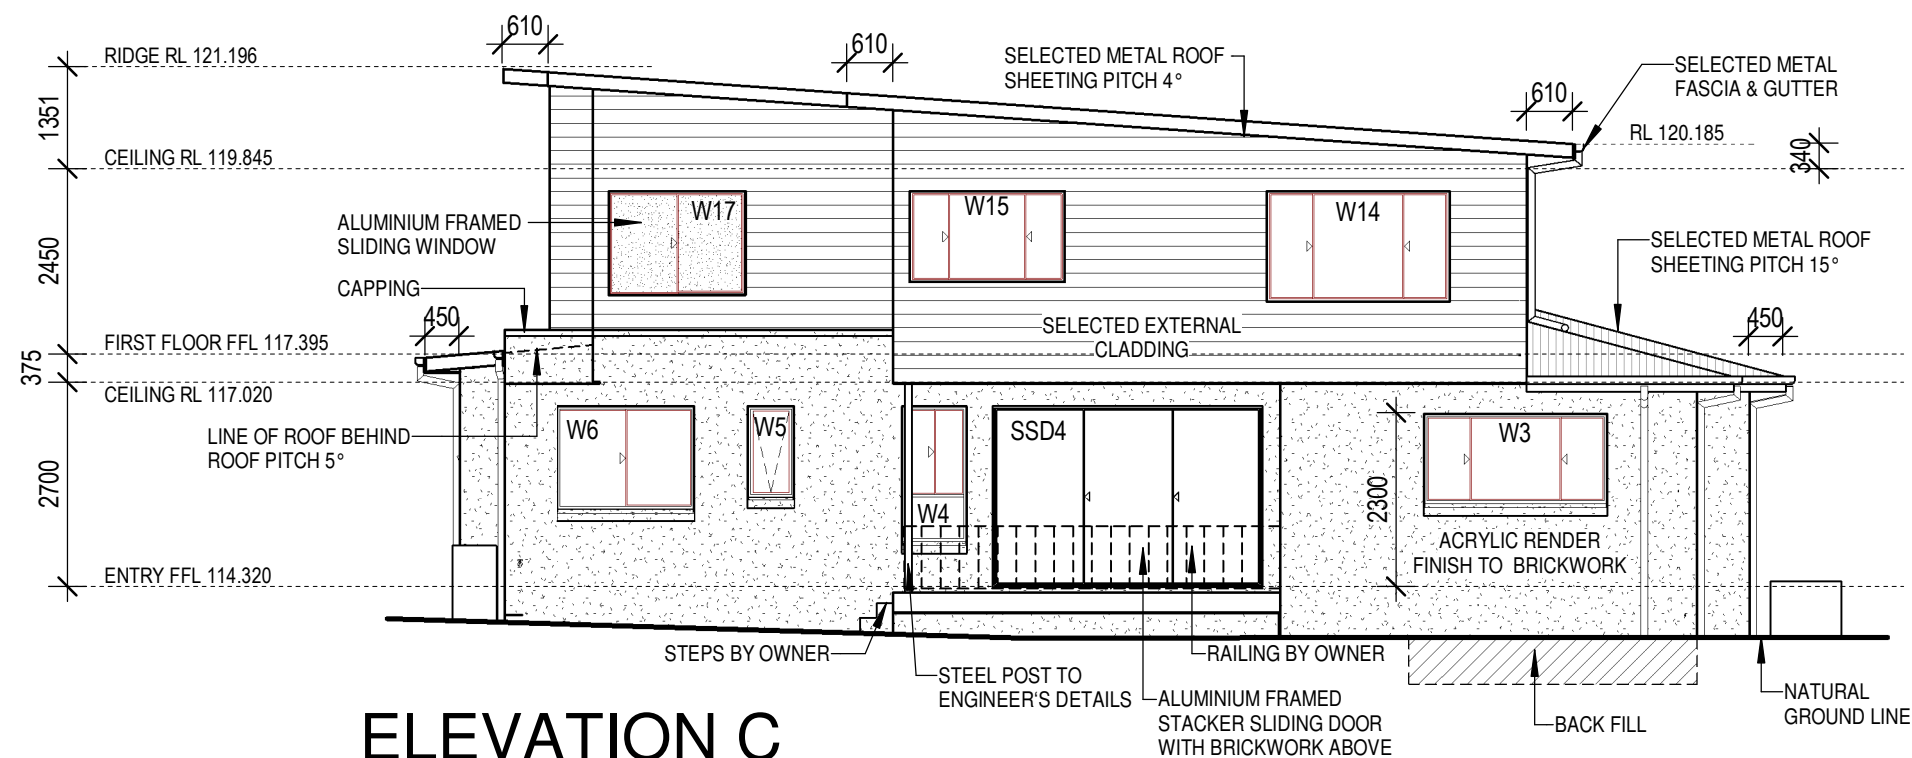 610
RIDGE RL 121.196
610
SELECTED METAL ROOF
SHEETING PITCH 4°
SELECTED METAL
FASCIA & GUTTER
610
1351
RL 120.185
CEILING RL 119.845
340
W17
W15
W14
ALUMINIUM FRAMED
SLIDING WINDOW
2450
SELECTED METAL ROOF
SHEETING PITCH 15°
CAPPING
450
SELECTED EXTERNAL
CLADDING
450
FIRST FLOOR FFL 117.395
375
CEILING RL 117.020
LINE OF ROOF BEHIND
ROOF PITCH 5°
W6
W5
SSD4
W3
2700
2300
W4
ACRYLIC RENDER
FINISH TO BRICKWORK
ENTRY FFL 114.320
STEPS BY OWNER
RAILING BY OWNER
STEEL POST TO
ENGINEER'S DETAILS
ALUMINIUM FRAMED
STACKER SLIDING DOOR
WITH BRICKWORK ABOVE
BACK FILL
NATURAL
GROUND LINE
ELEVATION C